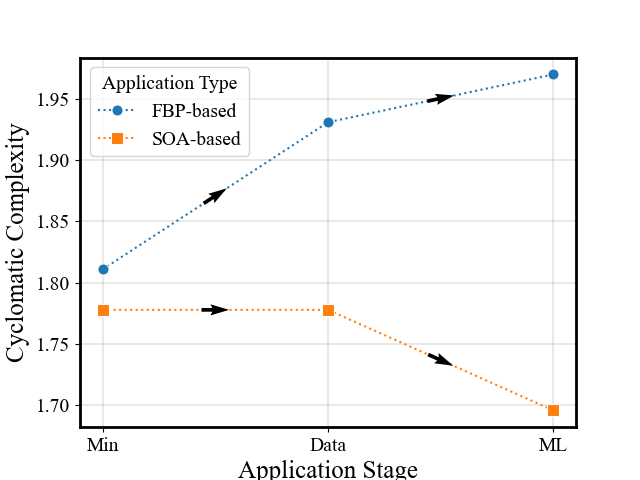 Application Type
FBP-based
SOA-based
Cyclomatic Complexity
1.95
1.90
1.85
1.80
1.75
1.70
Min
Data
ML
Application Stage